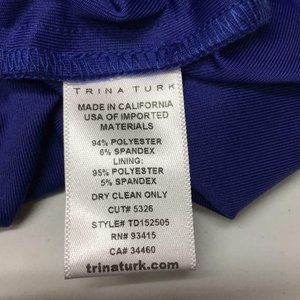 TRINA TURK
MADE IN CALIFORNIA
USA OF IMPORTED
MATERIALS
94% POLYESTER
6% SPANDEX
LINING:
95% POLYESTER
5% SPANDEX
DRY CLEAN ONLY
CUT# 5326
STYLE# TD152505
RN# 93415
CA# 34460
trinaturk.com